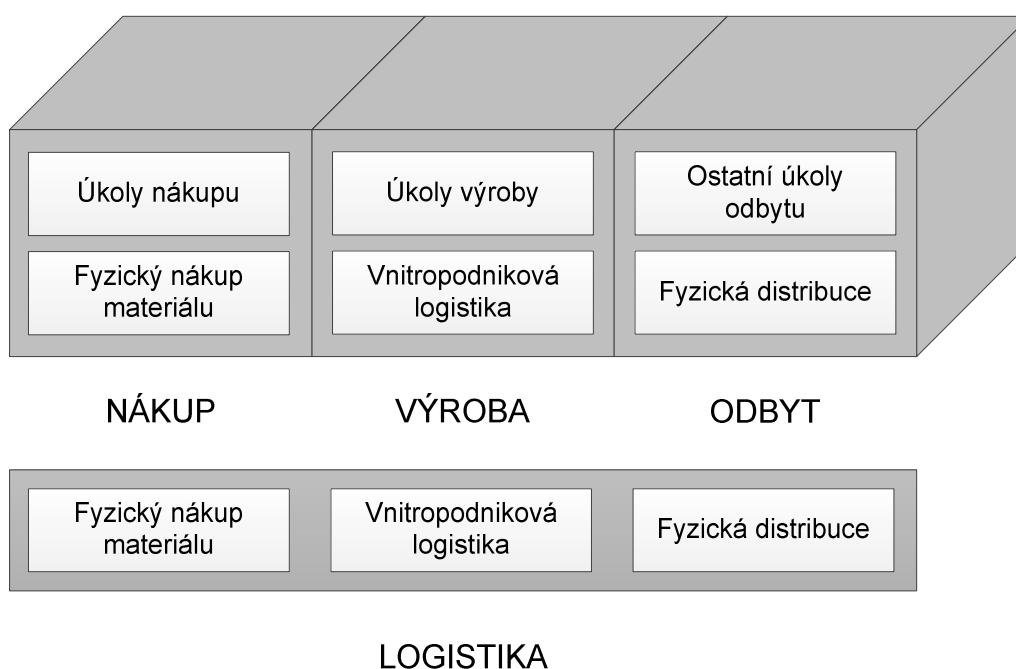 Úkoly nákupu
Úkoly výroby
Ostatní úkoly
odbytu
Fyzický nákup
materiálu
Vnitropodniková
logistika
Fyzická distribuce
NÁKUP
VÝROBA
ODBYT
Fyzický nákup
materiálu
Vnitropodniková
logistika
Fyzická distribuce
LOGISTIKA